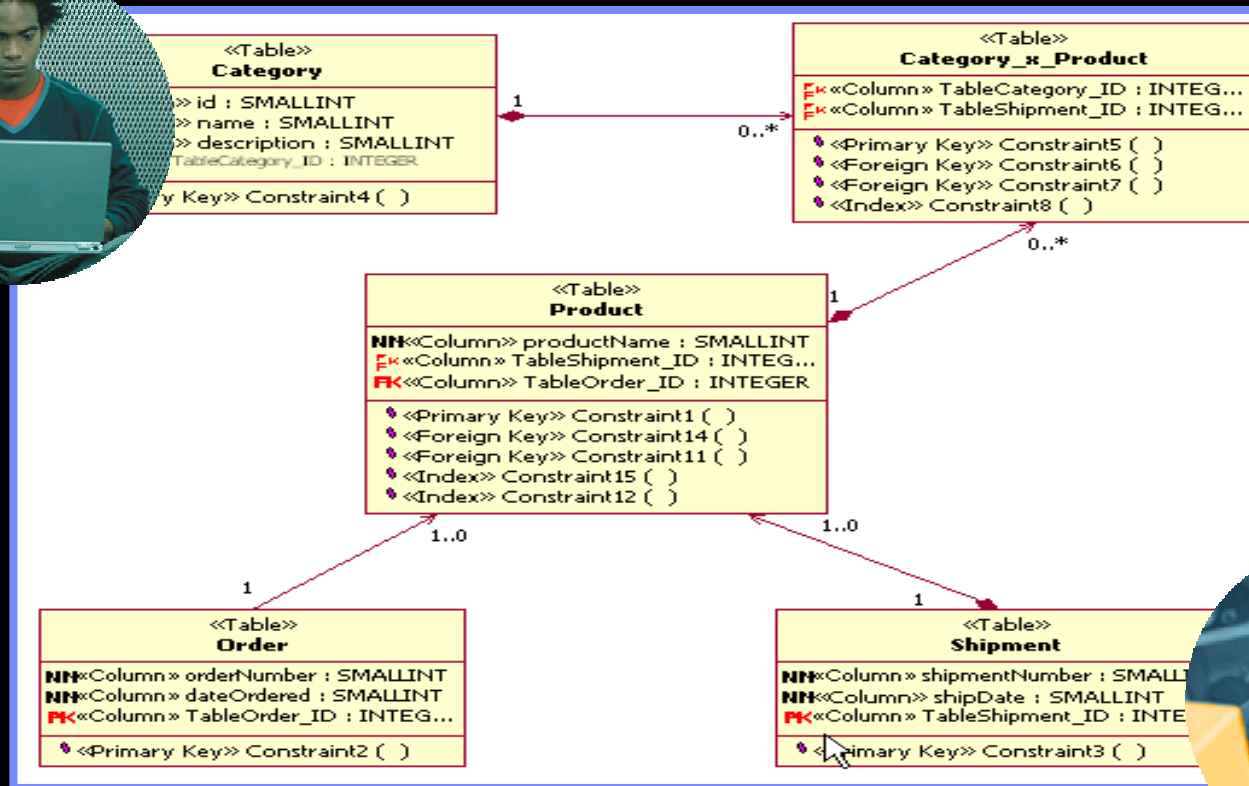 «Table»
Category
» id : SMALLINT
» name : SMALLINT
» description : SMALLINT
TableCategory_ID : INTEGER
y Key» Constraint4 ( )
1
0..*
«Table»
Category_x_Product
«Column» TableCategory_ID : INTEG...
«Column» TableShipment_ID : INTEG...
«Primary Key» Constraint5 ( )
«Foreign Key» Constraint6 ( )
«Foreign Key» Constraint7 ( )
«Index» Constraint8 ( )
0..*
1
«Table»
Product
NN «Column» productName : SMALLINT
«Column» TableShipment_ID : INTEG...
FK «Column» TableOrder_ID : INTEGER
«Primary Key» Constraint1 ( )
«Foreign Key» Constraint14 ( )
«Foreign Key» Constraint11 ( )
«Index» Constraint15 ( )
«Index» Constraint12 ( )
1..0
1
1..0
1
«Table»
Order
NN «Column» orderNumber : SMALLINT
NN «Column» dateOrdered : SMALLINT
PK «Column» TableOrder_ID : INTEG...
«Primary Key» Constraint2 ( )
«Table»
Shipment
NN «Column» shipmentNumber : SMALL
NN «Column» shipDate : SMALLINT
PK «Column» TableShipment_ID : INTE
imary Key» Constraint3 ( )